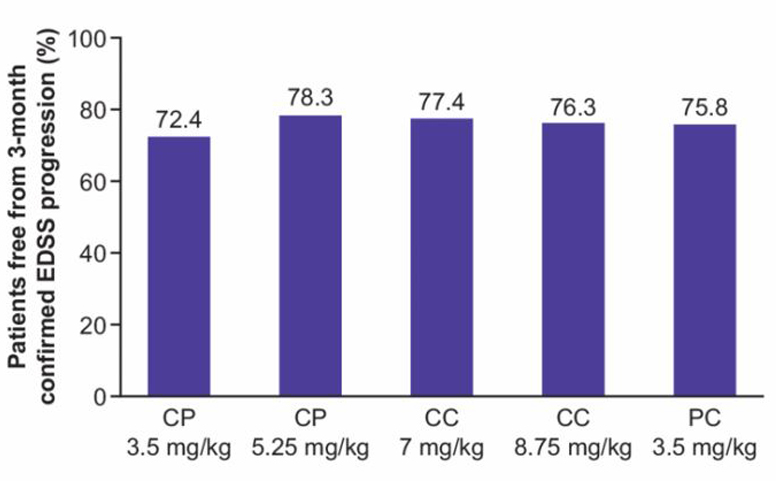 Patients free from 3-month
confirmed EDSS progression (%)
100
80
60
40
20
0
72.4
78.3
77.4
76.3
75.8
CP
3.5 mg/kg
CP
5.25 mg/kg
CC
7 mg/kg
CC
8.75 mg/kg
PC
3.5 mg/kg